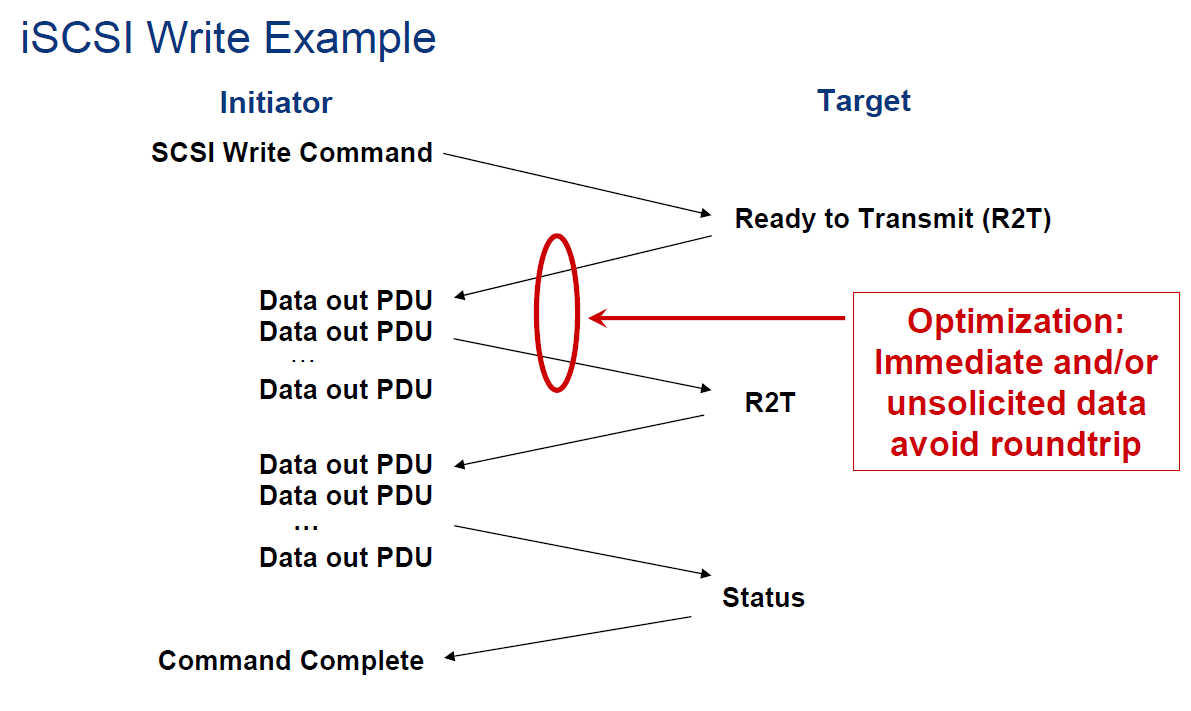 iSCSI Write Example
Initiator
Target
SCSI Write Command
Ready to Transmit (R2T)
Data out PDU
Data out PDU
...
Data out PDU
R2T
Optimization:
Immediate and/or
unsolicited data
avoid roundtrip
Data out PDU
Data out PDU
...
Data out PDU
Status
Command Complete